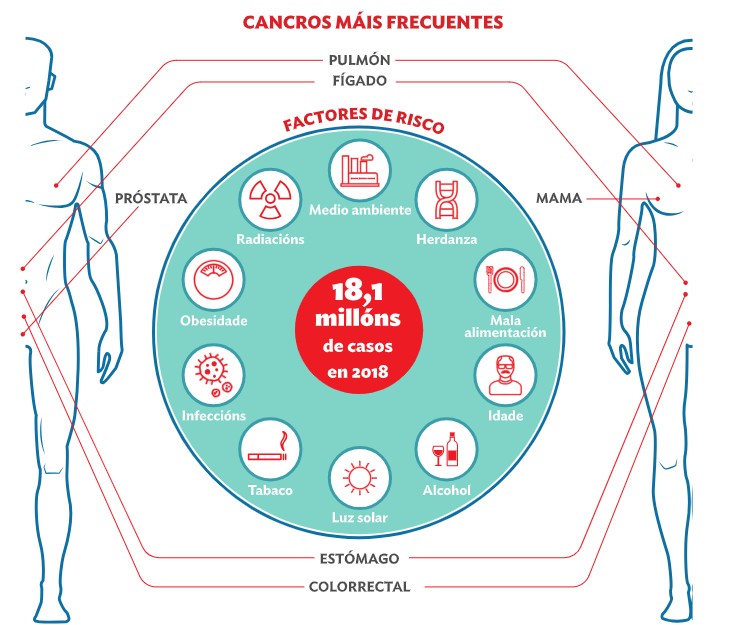 CANCROS MÁIS FRECUENTES
PULMÓN
FÍGADO
FACTORES DE RISCO
PRÓSTATA
MAMA
Medio ambiente
Radiacións
Herdanza
Obesidade
18,1
millóns
de casos
en 2018
Mala
alimentación
Infeccións
Idade
Tabaco
Alcohol
Luz solar
ESTÓMAGO
COLORRECTAL